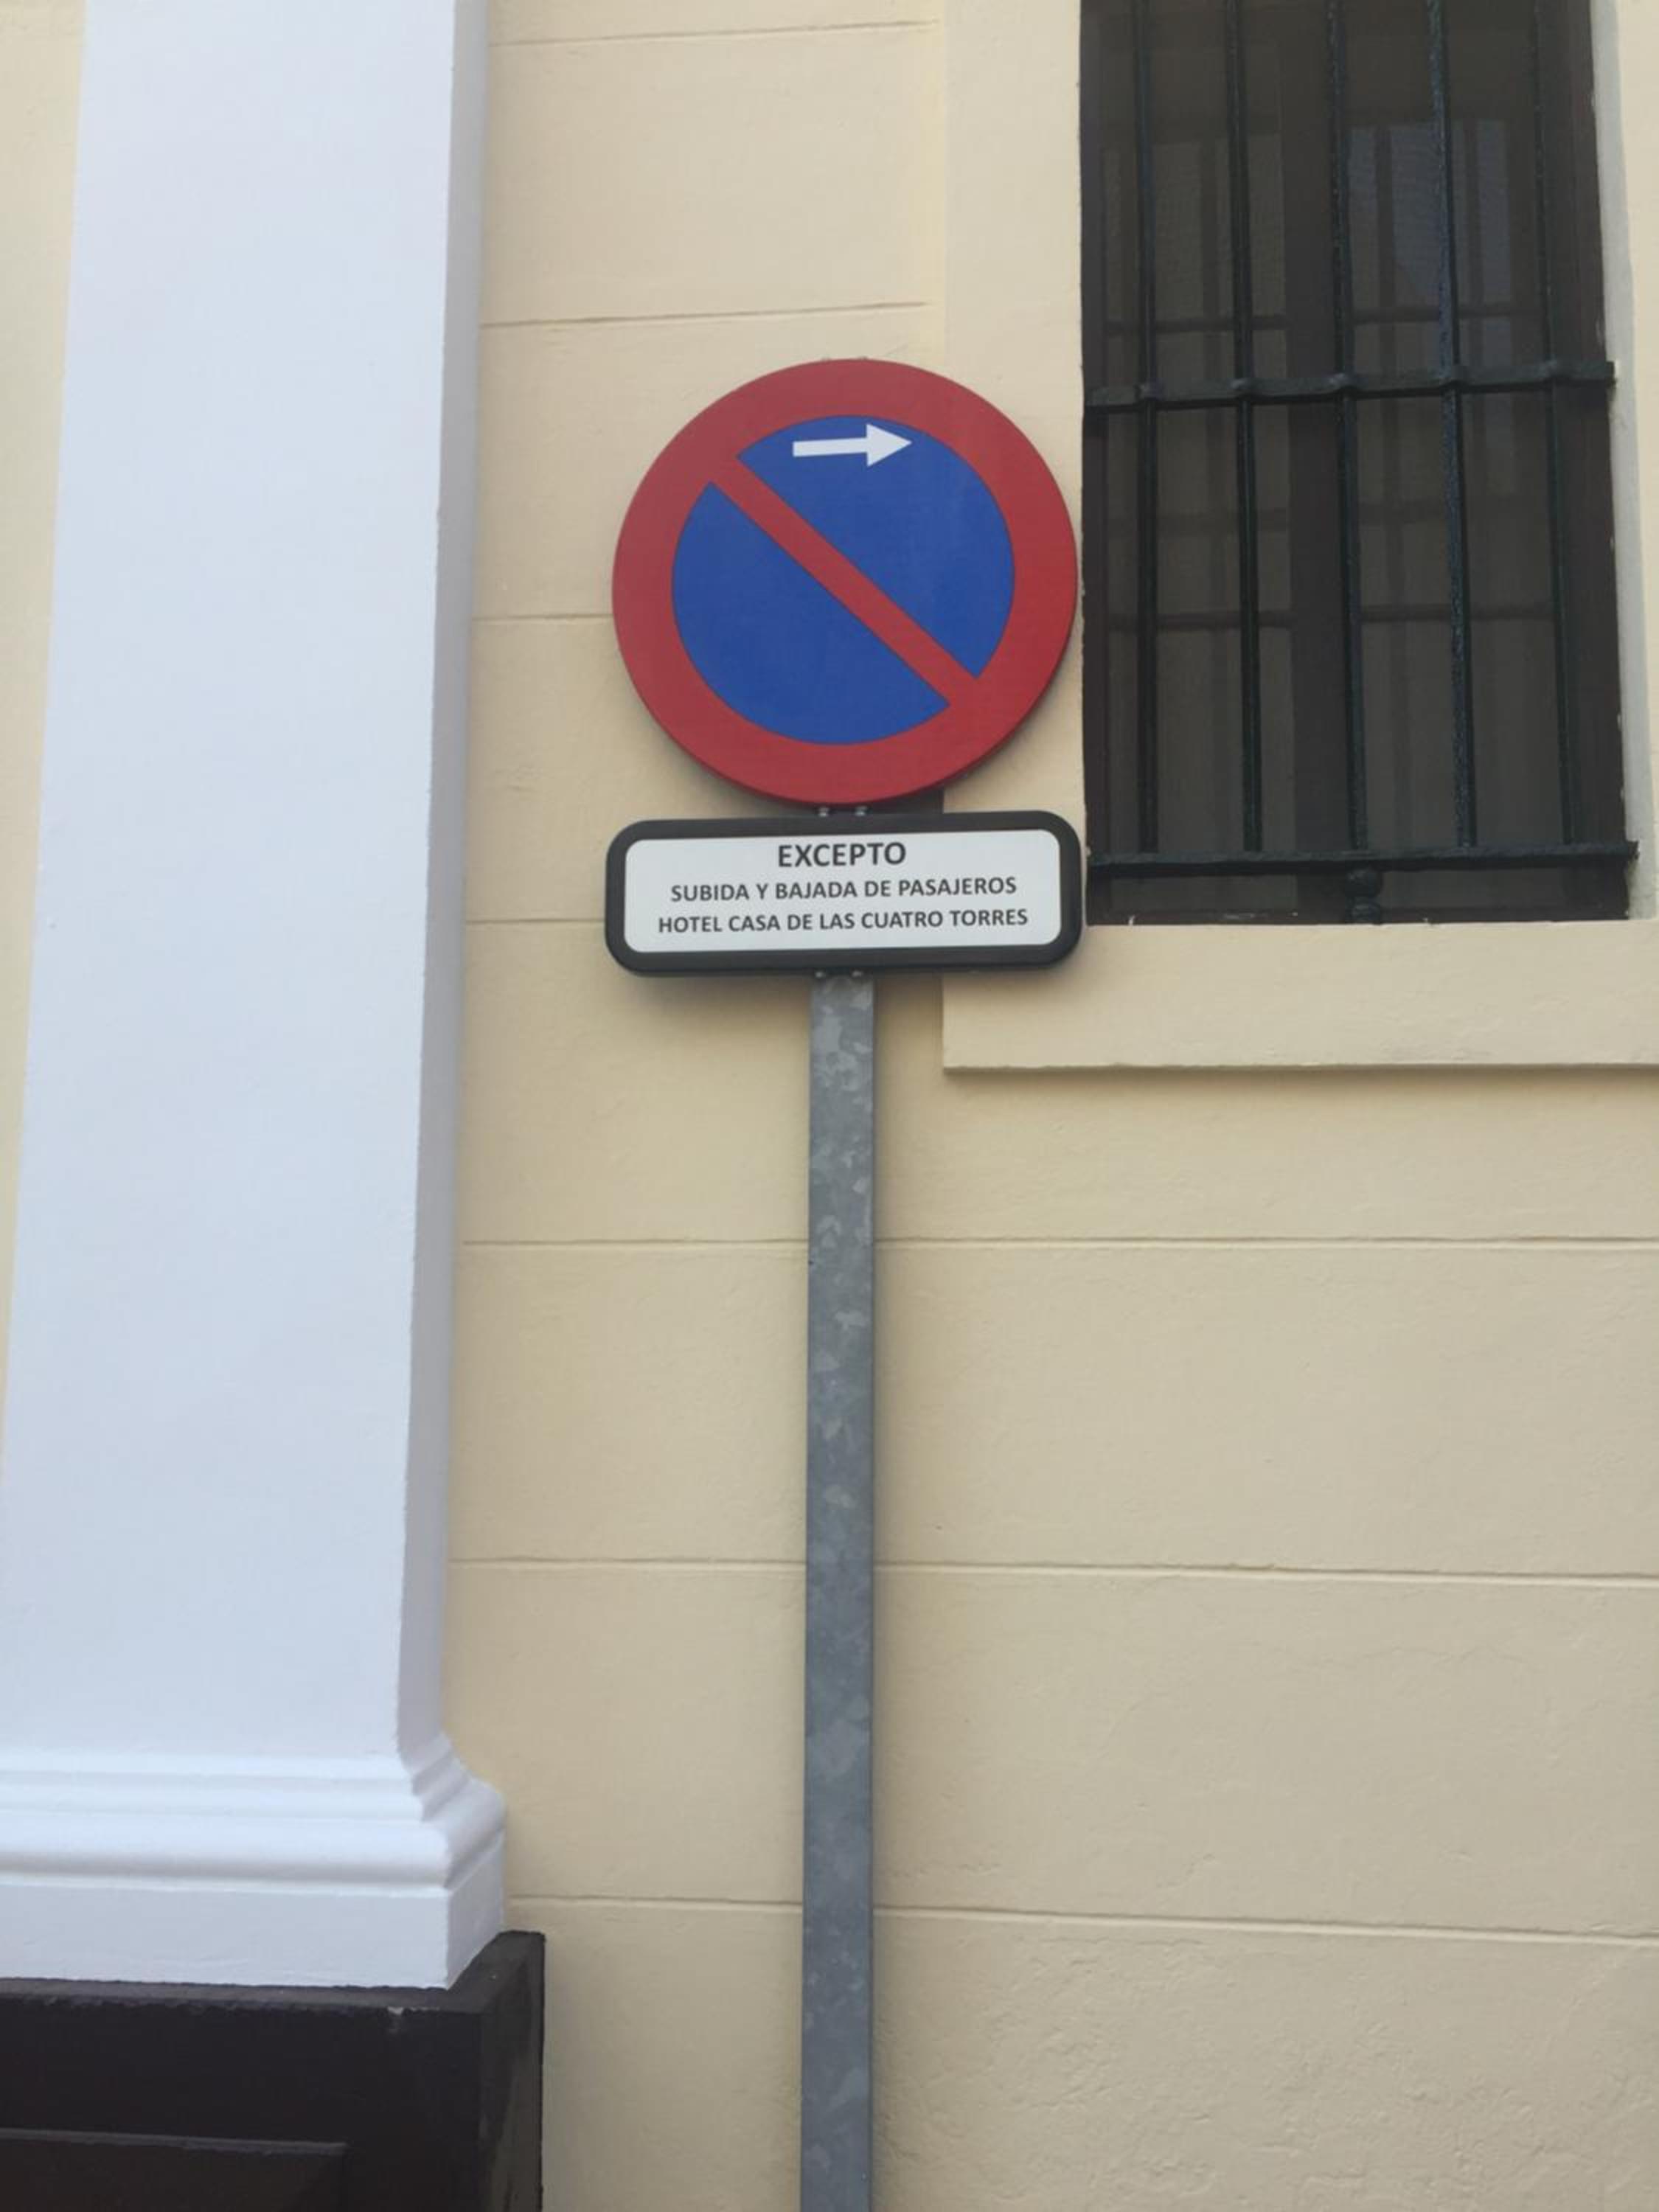 EXCEPTO
SUBIDA Y BAJADA DE PASAJEROS
HOTEL CASA DE LAS CUATRO TORRES